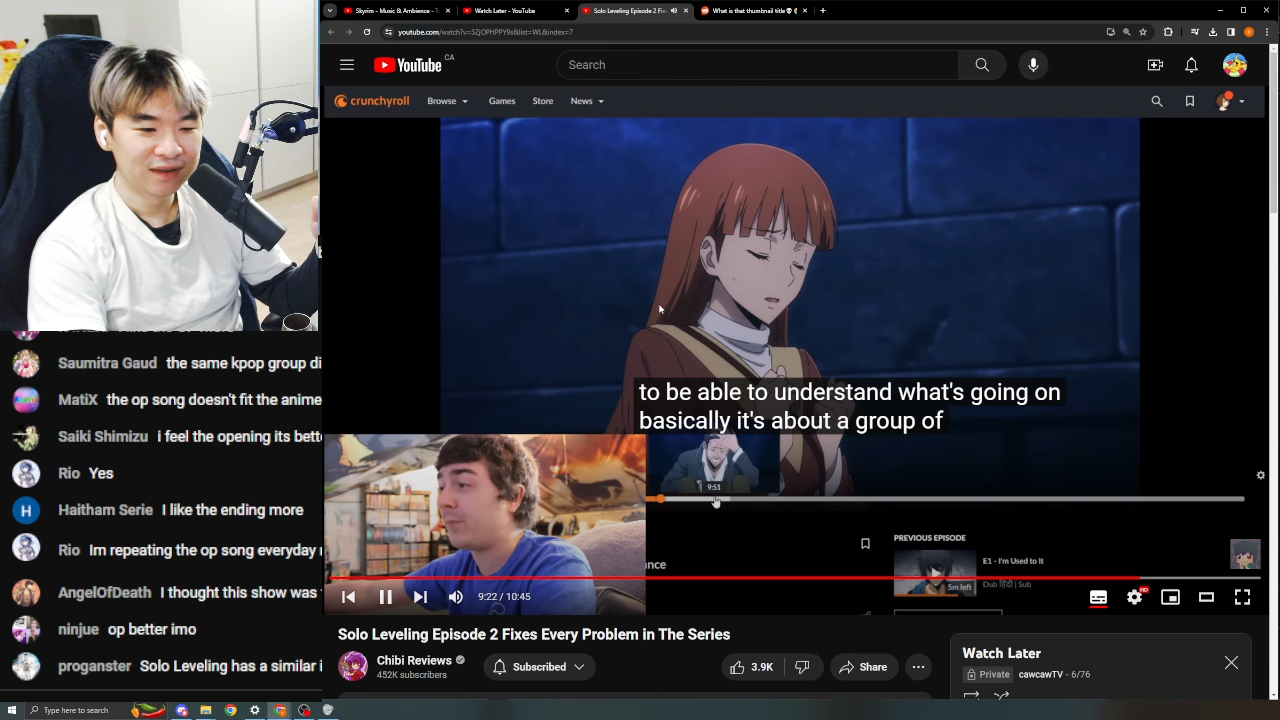 Skyrim - Music & Ambience - T
Watch Later - YouTube
Solo Leveling Episode 2 Fix
What is that thumbnail title
youtube.com/watch?v=3ZjOPHPPY9s&list=WL&index=7
YouTube
CA
Search
crunchyroll
Browse
Games
Store
News
to be able to understand what's going on
basically it's about a group of
9:51
Saumitra Gaud the same kpop group di
MatiX the op song doesn't fit the anime
Saiki Shimizu i feel the opening its bett
Rio Yes
H
Haitham Serie I like the ending more
Rio Im repeating the op song everyday
AngelOfDeath I thought this show was
ninjue op better imo
proganster Solo Leveling has a similar i
ance
PREVIOUS EPISODE
E1 - I'm Used to It
5m left
Dub | Sub
9:22 / 10:45
HD
Solo Leveling Episode 2 Fixes Every Problem in The Series
Chibi Reviews
452K subscribers
Subscribed
3.9K
Share
Watch Later
Private
cawcawTV - 6/76
Type here to search